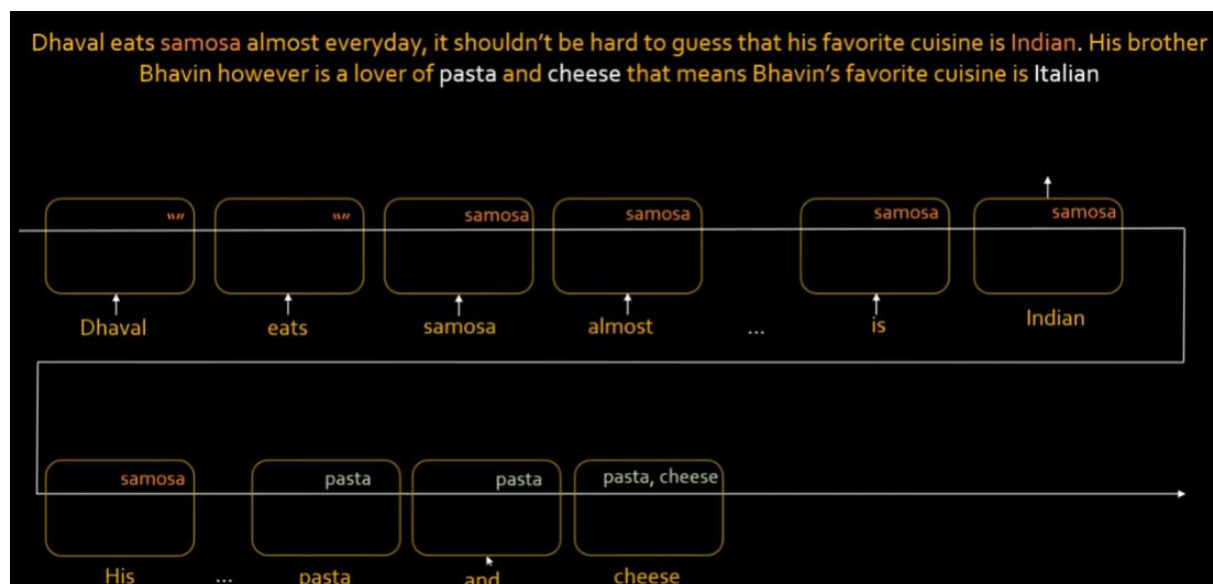 Dhaval eats samosa almost everyday, it shouldn't be hard to guess that his favorite cuisine is Indian. His brother
Bhavin however is a lover of pasta and cheese that means Bhavin's favorite cuisine is Italian
"" "" samosa samosa samosa samosa
Dhaval eats samosa almost ... is Indian
samosa pasta pasta pasta, cheese
His ... pasta and cheese